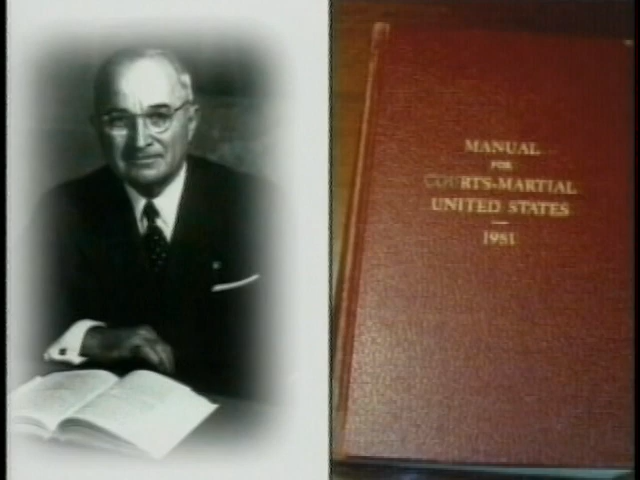 MANUAL
FOR
COURTS-MARTIAL
UNITED STATES
1951